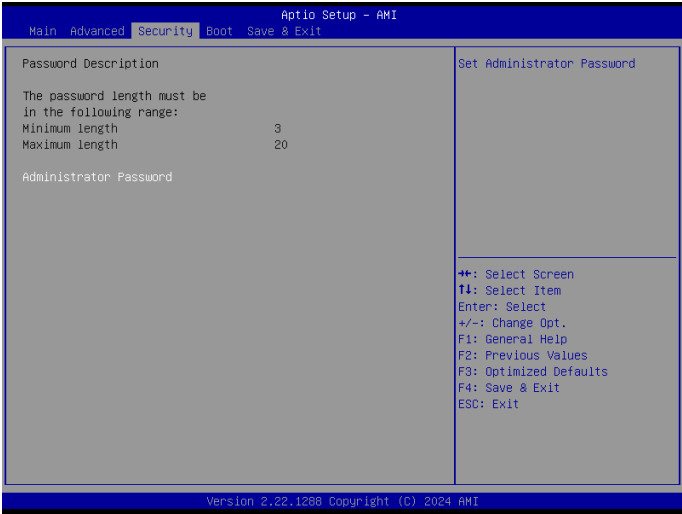 Aptio Setup - AMI
Main Advanced Security Boot Save & Exit
Password Description
The password length must be
in the following range:
Minimum length 3
Maximum length 20
Administrator Password
Set Administrator Password
→←: Select Screen
↑↓: Select Item
Enter: Select
+/-: Change Opt.
F1: General Help
F2: Previous Values
F3: Optimized Defaults
F4: Save & Exit
ESC: Exit
Version 2.22.1288 Copyright (C) 2024 AMI